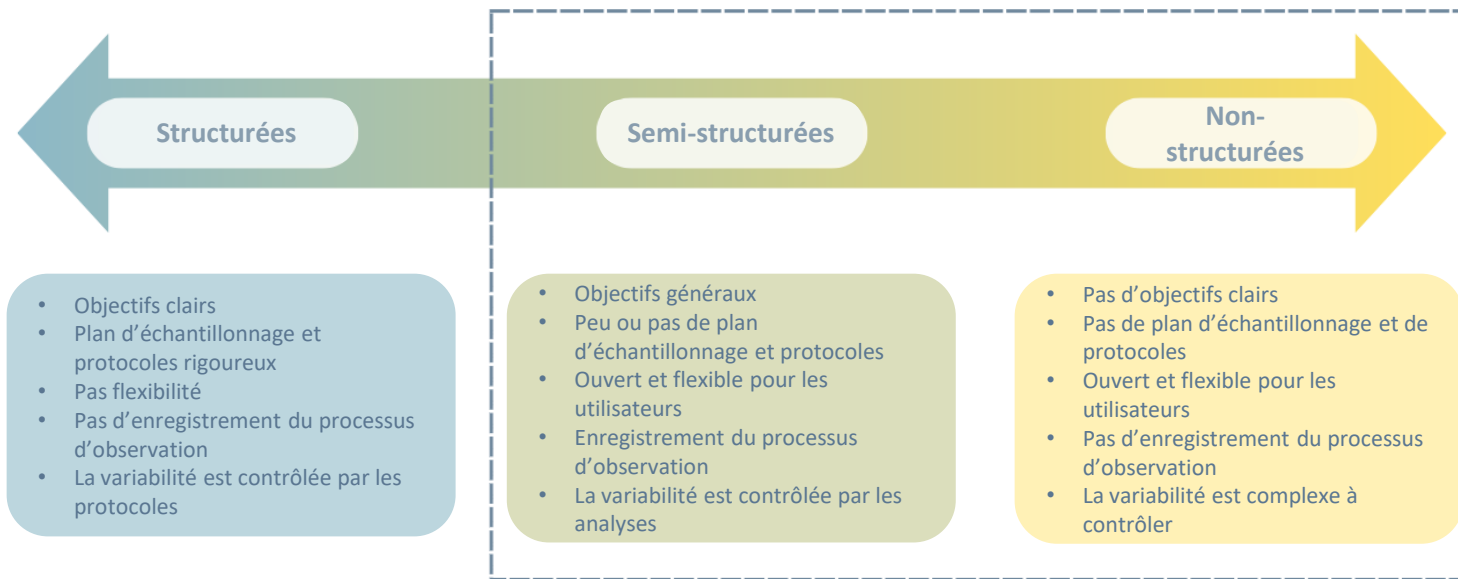 Structurées
Semi-structurées
Non-
structurées
• Objectifs clairs
• Plan d'échantillonnage et
protocoles rigoureux
• Pas flexibilité
• Pas d'enregistrement du processus
d'observation
• La variabilité est contrôlée par les
protocoles
• Objectifs généraux
• Peu ou pas de plan
d'échantillonnage et protocoles
• Ouvert et flexible pour les
utilisateurs
• Enregistrement du processus
d'observation
• La variabilité est contrôlée par les
analyses
• Pas d'objectifs clairs
• Pas de plan d'échantillonnage et de
protocoles
• Ouvert et flexible pour les
utilisateurs
• Pas d'enregistrement du processus
d'observation
• La variabilité est complexe à
contrôler